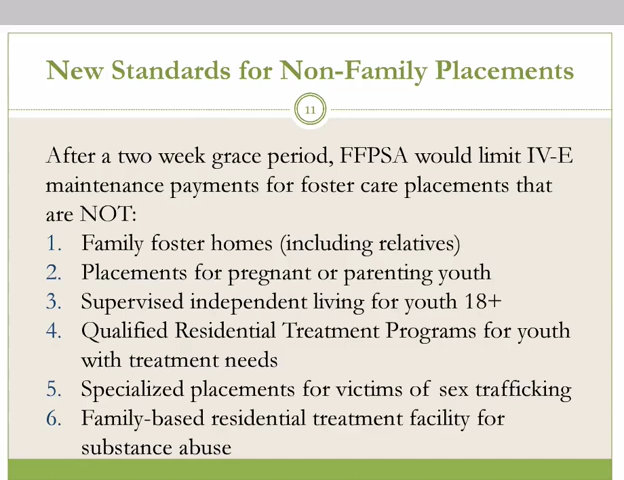 New Standards for Non-Family Placements
11
After a two week grace period, FFPSA would limit IV-E
maintenance payments for foster care placements that
are NOT:
1. Family foster homes (including relatives)
2. Placements for pregnant or parenting youth
3. Supervised independent living for youth 18+
4. Qualified Residential Treatment Programs for youth
with treatment needs
5. Specialized placements for victims of sex trafficking
6. Family-based residential treatment facility for
substance abuse